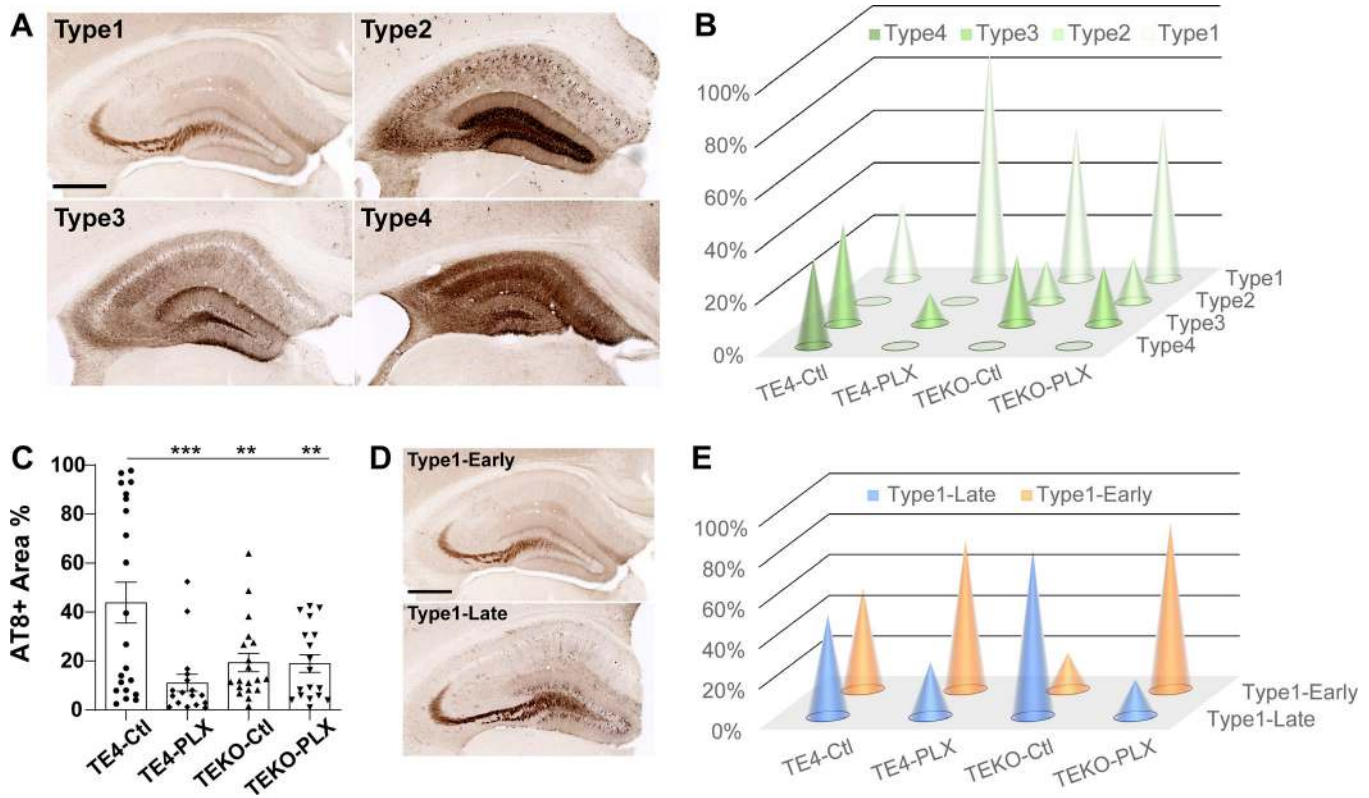 A
Type1
Type2
Type3
Type4
B
Type4 Type3 Type2 Type1
100%
80%
60%
40%
20%
0%
Type1
Type2
Type3
Type4
TE4-Ctl
TE4-PLX
TEKO-Ctl
TEKO-PLX
C
*** ** **
AT8+ Area %
100
80
60
40
20
0
TE4-Ctl
TE4-PLX
TEKO-Ctl
TEKO-PLX
D
Type1-Early
Type1-Late
E
Type1-Late Type1-Early
100%
80%
60%
40%
20%
0%
Type1-Early
Type1-Late
TE4-Ctl
TE4-PLX
TEKO-Ctl
TEKO-PLX